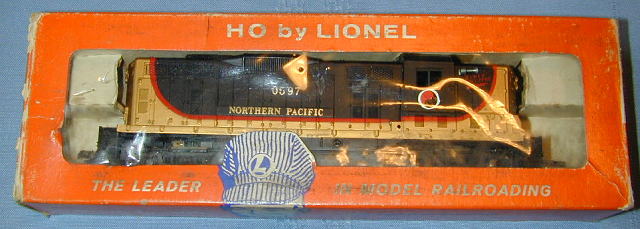 HO by LIONEL
0597
NORTHERN PACIFIC
L
THE LEADER IN MODEL RAILROADING